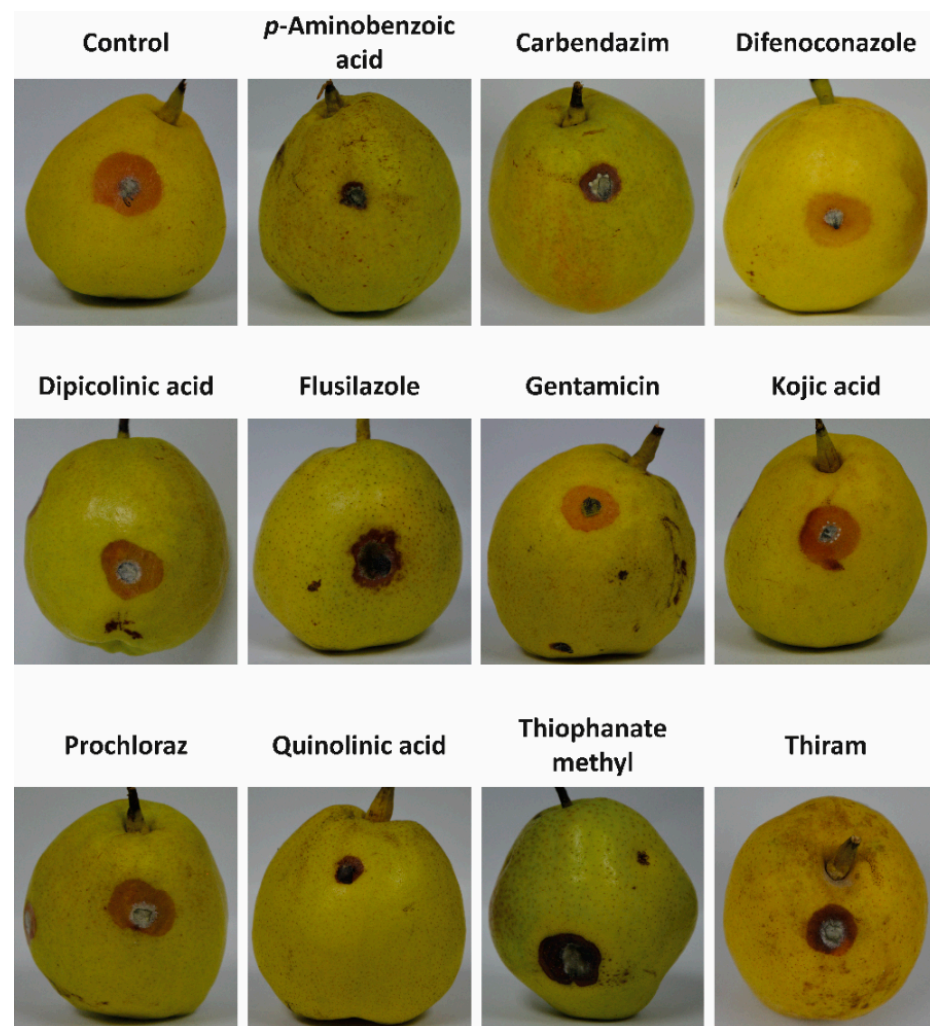 Control
p-Aminobenzoic
acid
Carbendazim
Difenoconazole
Dipicolinic acid
Flusilazole
Gentamicin
Kojic acid
Prochloraz
Quinolinic acid
Thiophanate
methyl
Thiram